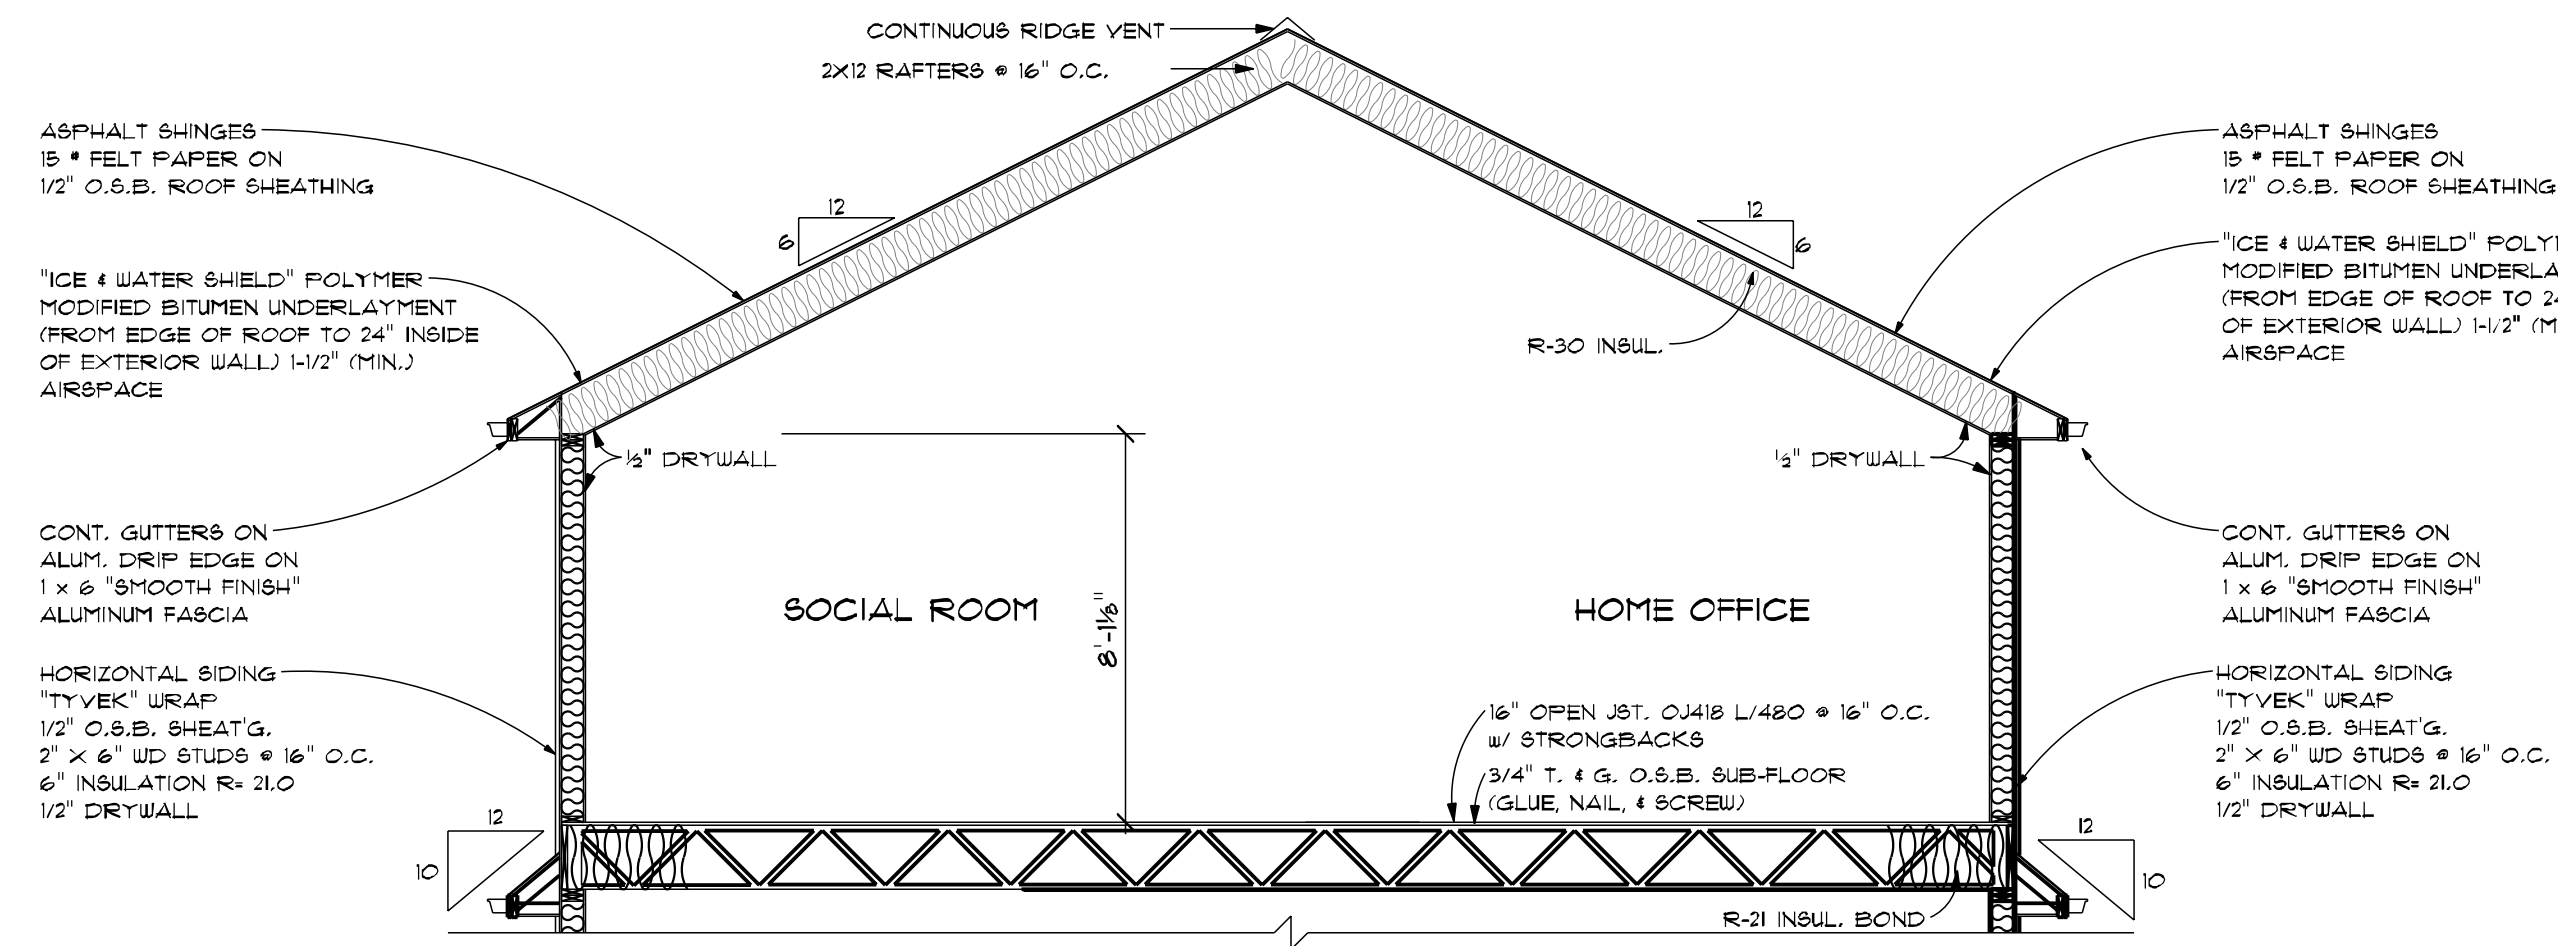 CONTINUOUS RIDGE VENT
2X12 RAFTERS @ 16" O.C.
ASPHALT SHINGES
15 # FELT PAPER ON
1/2" O.S.B. ROOF SHEATHING
"ICE & WATER SHIELD" POLYMER
MODIFIED BITUMEN UNDERLAYMENT
(FROM EDGE OF ROOF TO 24" INSIDE
OF EXTERIOR WALL) 1-1/2" (MIN.)
AIRSPACE
CONT. GUTTERS ON
ALUM. DRIP EDGE ON
1 x 6 "SMOOTH FINISH"
ALUMINUM FASCIA
HORIZONTAL SIDING
"TYVEK" WRAP
1/2" O.S.B. SHEAT'G.
2" X 6" WD STUDS @ 16" O.C.
6" INSULATION R= 21.0
1/2" DRYWALL
12
10
12
6
½" DRYWALL
SOCIAL ROOM
8'-1⅛"
12
6
R-30 INSUL.
½" DRYWALL
HOME OFFICE
16" OPEN JST. OJ418 L/480 @ 16" O.C.
w/ STRONGBACKS
3/4" T. & G. O.S.B. SUB-FLOOR
(GLUE, NAIL, & SCREW)
R-21 INSUL. BOND
ASPHALT SHINGES
15 # FELT PAPER ON
1/2" O.S.B. ROOF SHEATHING
"ICE & WATER SHIELD"
MODIFIED BITUMEN
(FROM EDGE OF ROOF TO
OF EXTERIOR WALL) 1-1/2"
AIRSPACE
CONT. GUTTERS ON
ALUM. DRIP EDGE ON
1 x 6 "SMOOTH FINISH"
ALUMINUM FASCIA
HORIZONTAL SIDING
"TYVEK" WRAP
1/2" O.S.B. SHEAT'G.
2" X 6" WD STUDS @ 16" O.C.
6" INSULATION R= 21.0
1/2" DRYWALL
12
10